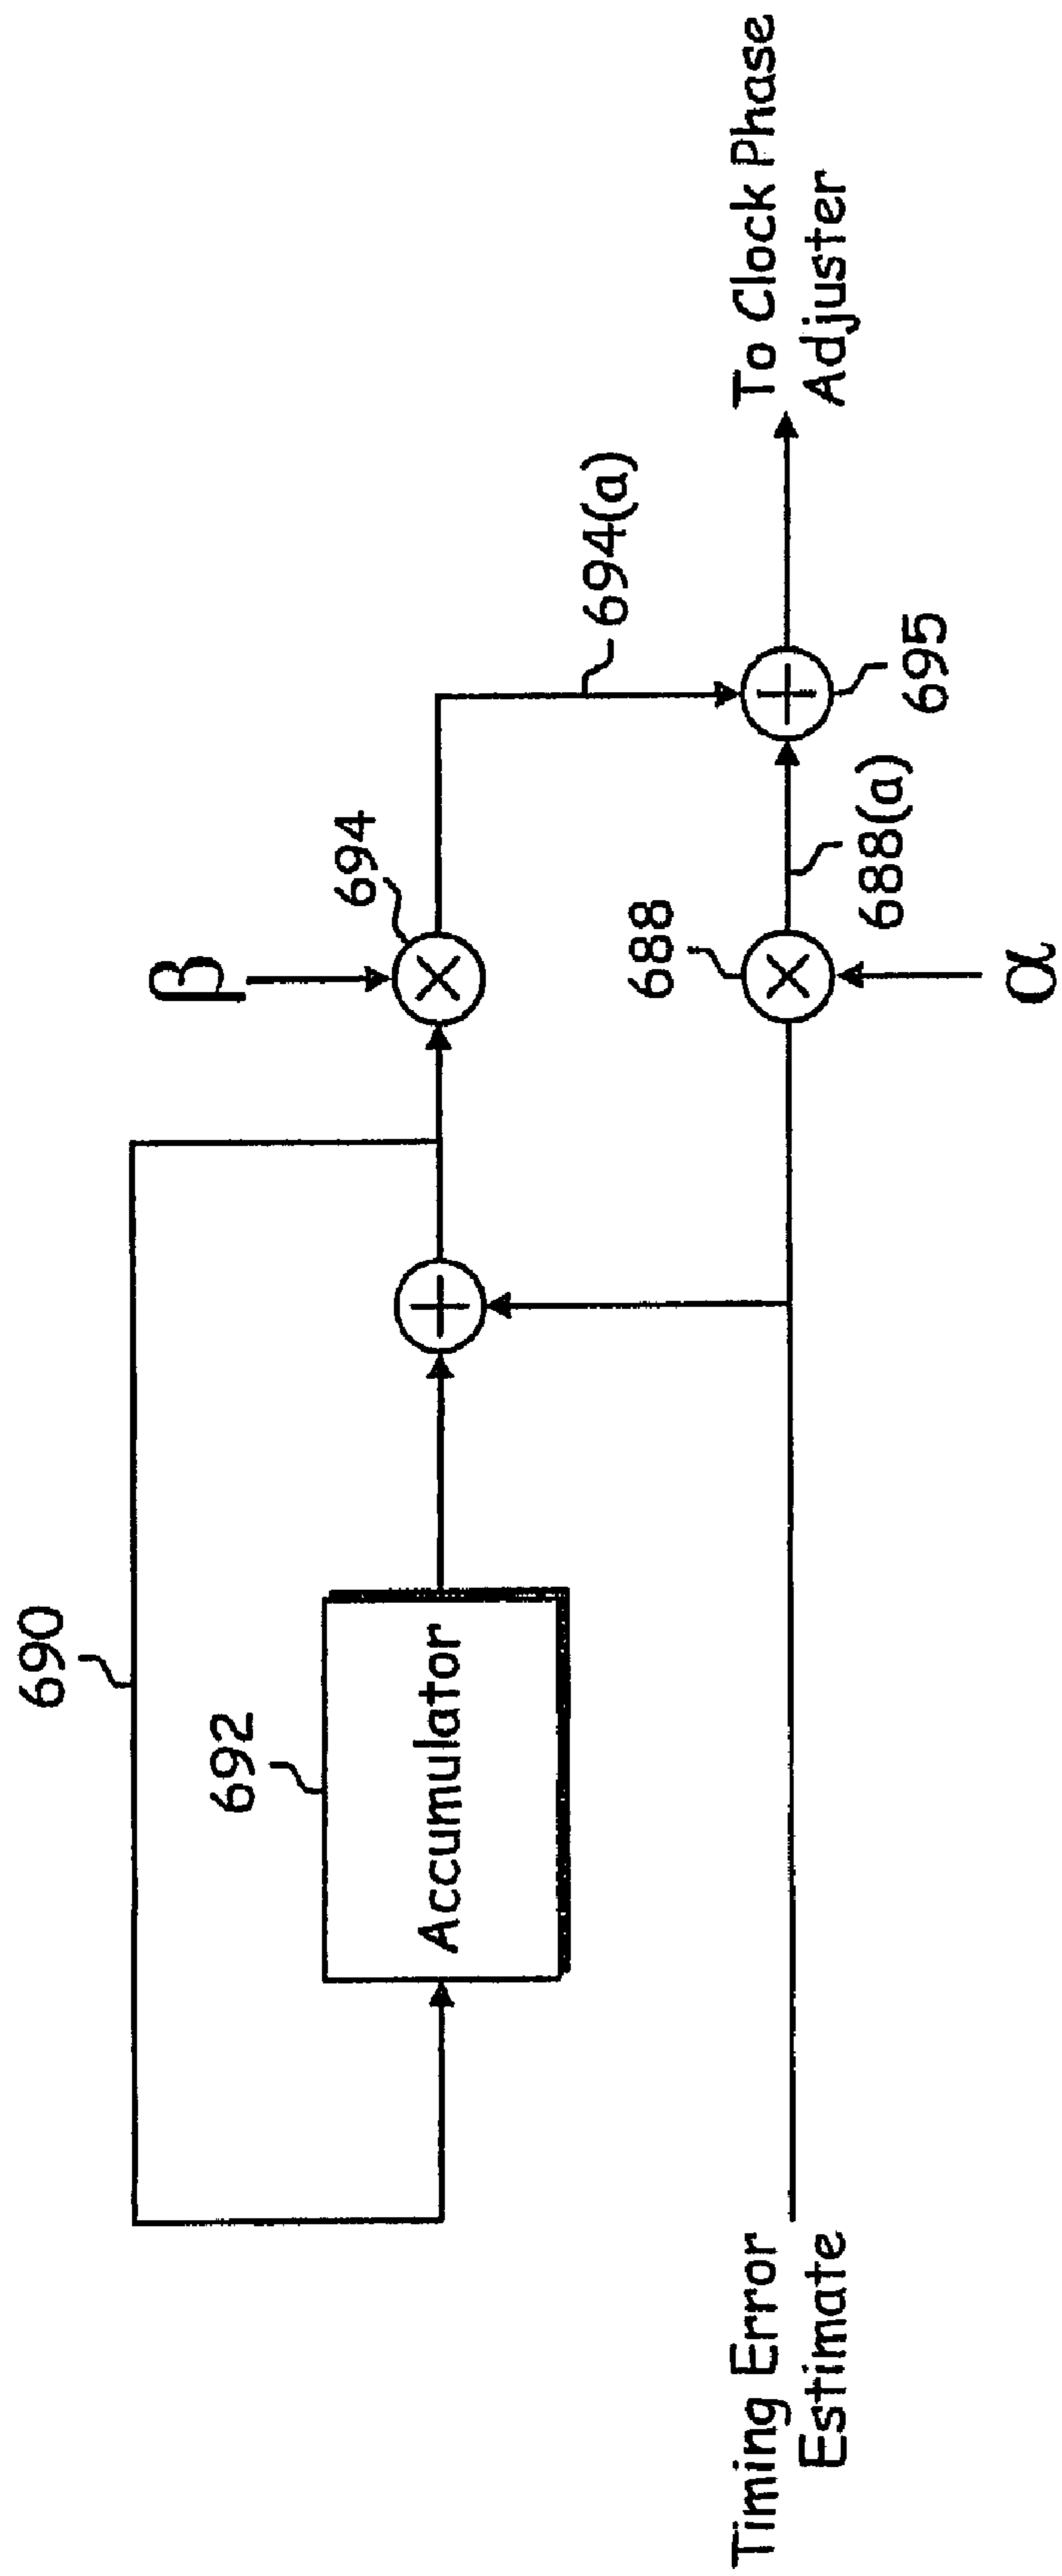 690
692
Accumulator
β
694
694(a)
688
688(a)
α
695
Timing Error
Estimate
To Clock Phase
Adjuster